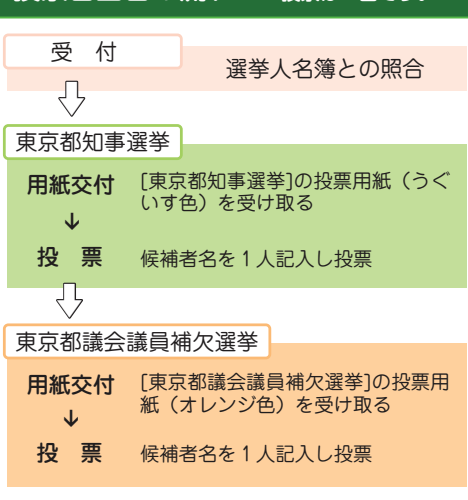 受　付
選挙人名簿との照合
東京都知事選挙
用紙交付
[東京都知事選挙]の投票用紙（うぐ
いす色）を受け取る
↓
投　票
候補者名を１人記入し投票
東京都議会議員補欠選挙
用紙交付
[東京都議会議員補欠選挙]の投票用
紙（オレンジ色）を受け取る
↓
投　票
候補者名を１人記入し投票